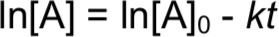 ln[A] = ln[A]₀ - kt